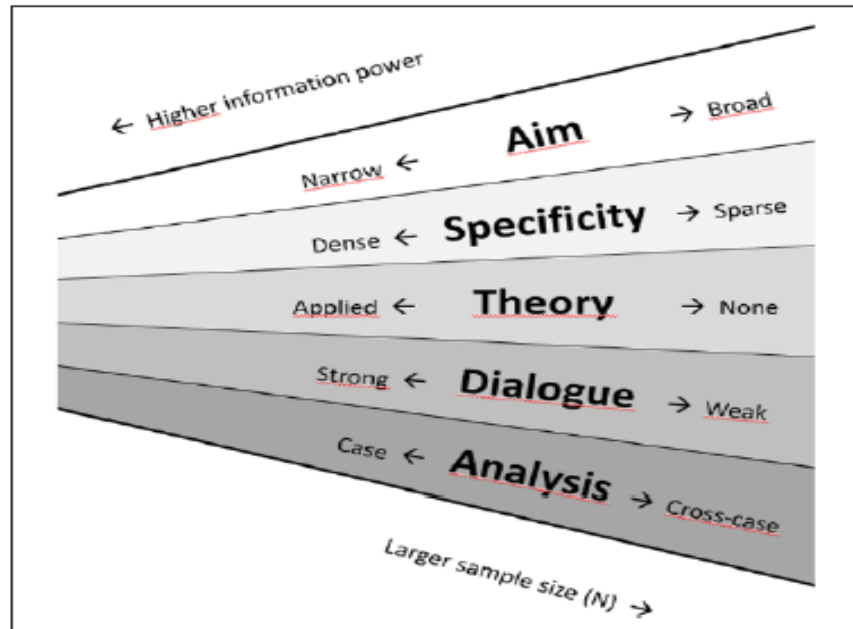 ← Higher information power
Narrow ← Aim → Broad
Dense ← Specificity → Sparse
Applied ← Theory → None
Strong ← Dialogue → Weak
Case ← Analysis → Cross-case
Larger sample size (N) →